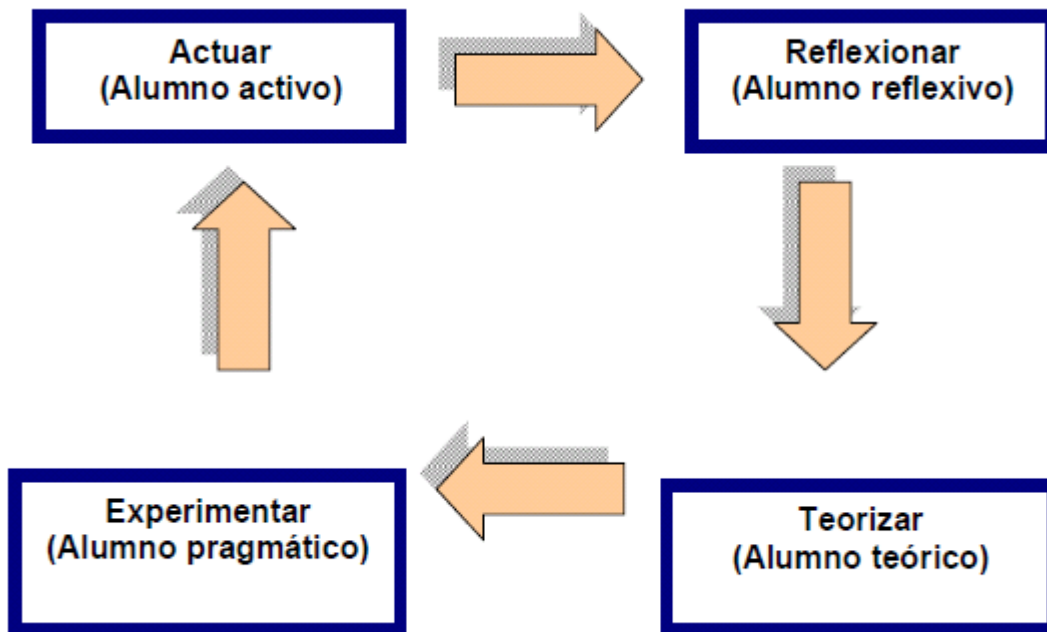 Actuar
(Alumno activo)
Reflexionar
(Alumno reflexivo)
Experimentar
(Alumno pragmático)
Teorizar
(Alumno teórico)